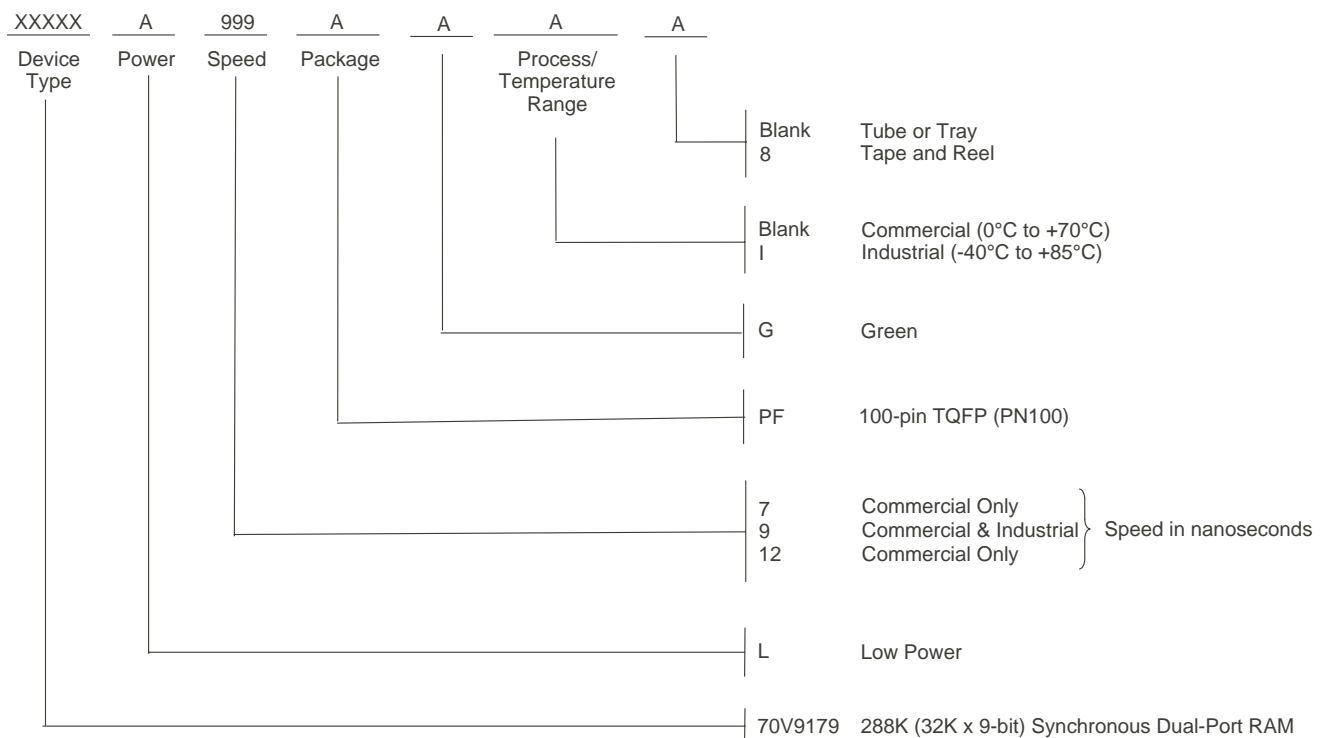 XXXXX A 999 A A A A
Device Type Power Speed Package Process/ Temperature Range
Blank Tube or Tray
8 Tape and Reel
Blank Commercial (0°C to +70°C)
I Industrial (-40°C to +85°C)
G Green
PF 100-pin TQFP (PN100)
7 Commercial Only
9 Commercial & Industrial Speed in nanoseconds
12 Commercial Only
L Low Power
70V9179 288K (32K x 9-bit) Synchronous Dual-Port RAM